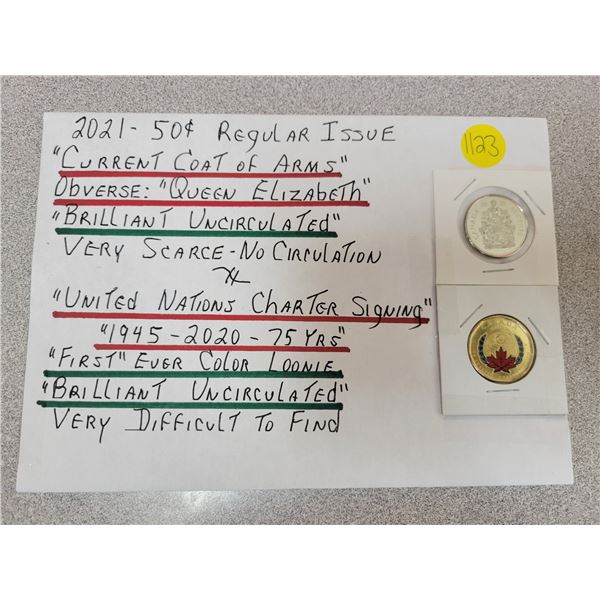 2021 - 50¢ REGULAR ISSUE
"CURRENT COAT OF ARMS"
OBVERSE: "QUEEN ELIZABETH"
"BRILLIANT UNCIRCULATED"
VERY SCARCE - NO CIRCULATION
"UNITED NATIONS CHARTER SIGNING"
"1945 - 2020 - 75 YRS"
"FIRST" EVER COLOR LOONIE
"BRILLIANT UNCIRCULATED"
VERY DIFFICULT TO FIND
1123